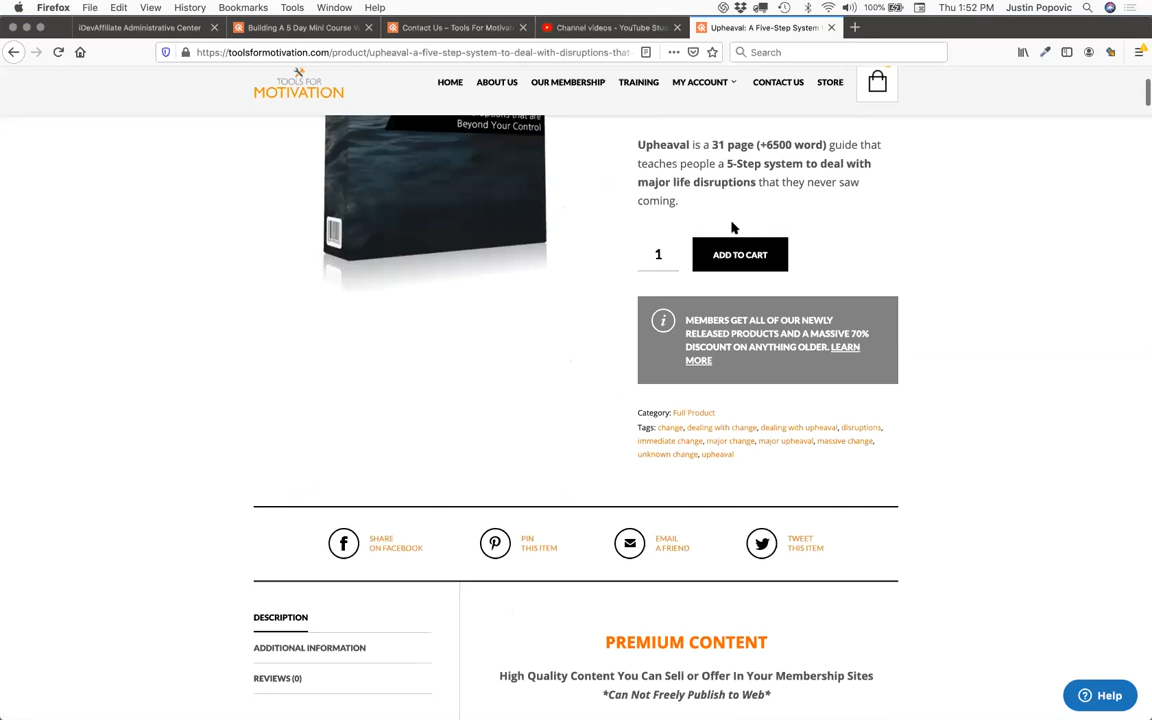 Firefox File Edit View History Bookmarks Tools Window Help 100% Thu 1:52 PM Justin Popovic
iDevAffiliate Administrative Center Building A 5 Day Mini Course Contact Us – Tools For Motivat Channel videos - YouTube Stu Upheaval: A Five-Step System
https://toolsformotivation.com/product/upheaval-a-five-step-system-to-deal-with-disruptions-that- Search
TOOLS FOR
MOTIVATION
HOME ABOUT US OUR MEMBERSHIP TRAINING MY ACCOUNT CONTACT US STORE
that are
Beyond Your Control
Upheaval is a 31 page (+6500 word) guide that
teaches people a 5-Step system to deal with
major life disruptions that they never saw
coming.
1 ADD TO CART
i MEMBERS GET ALL OF OUR NEWLY
RELEASED PRODUCTS AND A MASSIVE 70%
DISCOUNT ON ANYTHING OLDER. LEARN
MORE
Category: Full Product
Tags: change, dealing with change, dealing with upheaval, disruptions,
immediate change, major change, major upheaval, massive change,
unknown change, upheaval
SHARE
ON FACEBOOK
PIN
THIS ITEM
EMAIL
A FRIEND
TWEET
THIS ITEM
DESCRIPTION
ADDITIONAL INFORMATION
REVIEWS (0)
PREMIUM CONTENT
High Quality Content You Can Sell or Offer In Your Membership Sites
*Can Not Freely Publish to Web*
Help